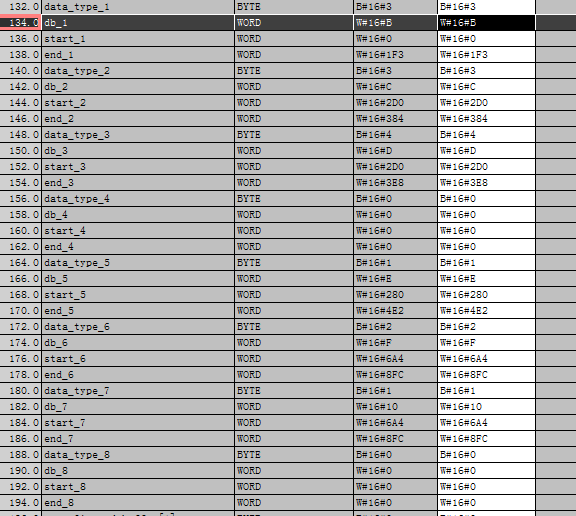 132.0 data_type_1 BYTE B#16#3 B#16#3
134.0 db_1 WORD W#16#B W#16#B
136.0 start_1 WORD W#16#0 W#16#0
138.0 end_1 WORD W#16#1F3 W#16#1F3
140.0 data_type_2 BYTE B#16#3 B#16#3
142.0 db_2 WORD W#16#C W#16#C
144.0 start_2 WORD W#16#2D0 W#16#2D0
146.0 end_2 WORD W#16#384 W#16#384
148.0 data_type_3 BYTE B#16#4 B#16#4
150.0 db_3 WORD W#16#D W#16#D
152.0 start_3 WORD W#16#2D0 W#16#2D0
154.0 end_3 WORD W#16#3E8 W#16#3E8
156.0 data_type_4 BYTE B#16#0 B#16#0
158.0 db_4 WORD W#16#0 W#16#0
160.0 start_4 WORD W#16#0 W#16#0
162.0 end_4 WORD W#16#0 W#16#0
164.0 data_type_5 BYTE B#16#1 B#16#1
166.0 db_5 WORD W#16#E W#16#E
168.0 start_5 WORD W#16#280 W#16#280
170.0 end_5 WORD W#16#4E2 W#16#4E2
172.0 data_type_6 BYTE B#16#2 B#16#2
174.0 db_6 WORD W#16#F W#16#F
176.0 start_6 WORD W#16#6A4 W#16#6A4
178.0 end_6 WORD W#16#8FC W#16#8FC
180.0 data_type_7 BYTE B#16#1 B#16#1
182.0 db_7 WORD W#16#10 W#16#10
184.0 start_7 WORD W#16#6A4 W#16#6A4
186.0 end_7 WORD W#16#8FC W#16#8FC
188.0 data_type_8 BYTE B#16#0 B#16#0
190.0 db_8 WORD W#16#0 W#16#0
192.0 start_8 WORD W#16#0 W#16#0
194.0 end_8 WORD W#16#0 W#16#0